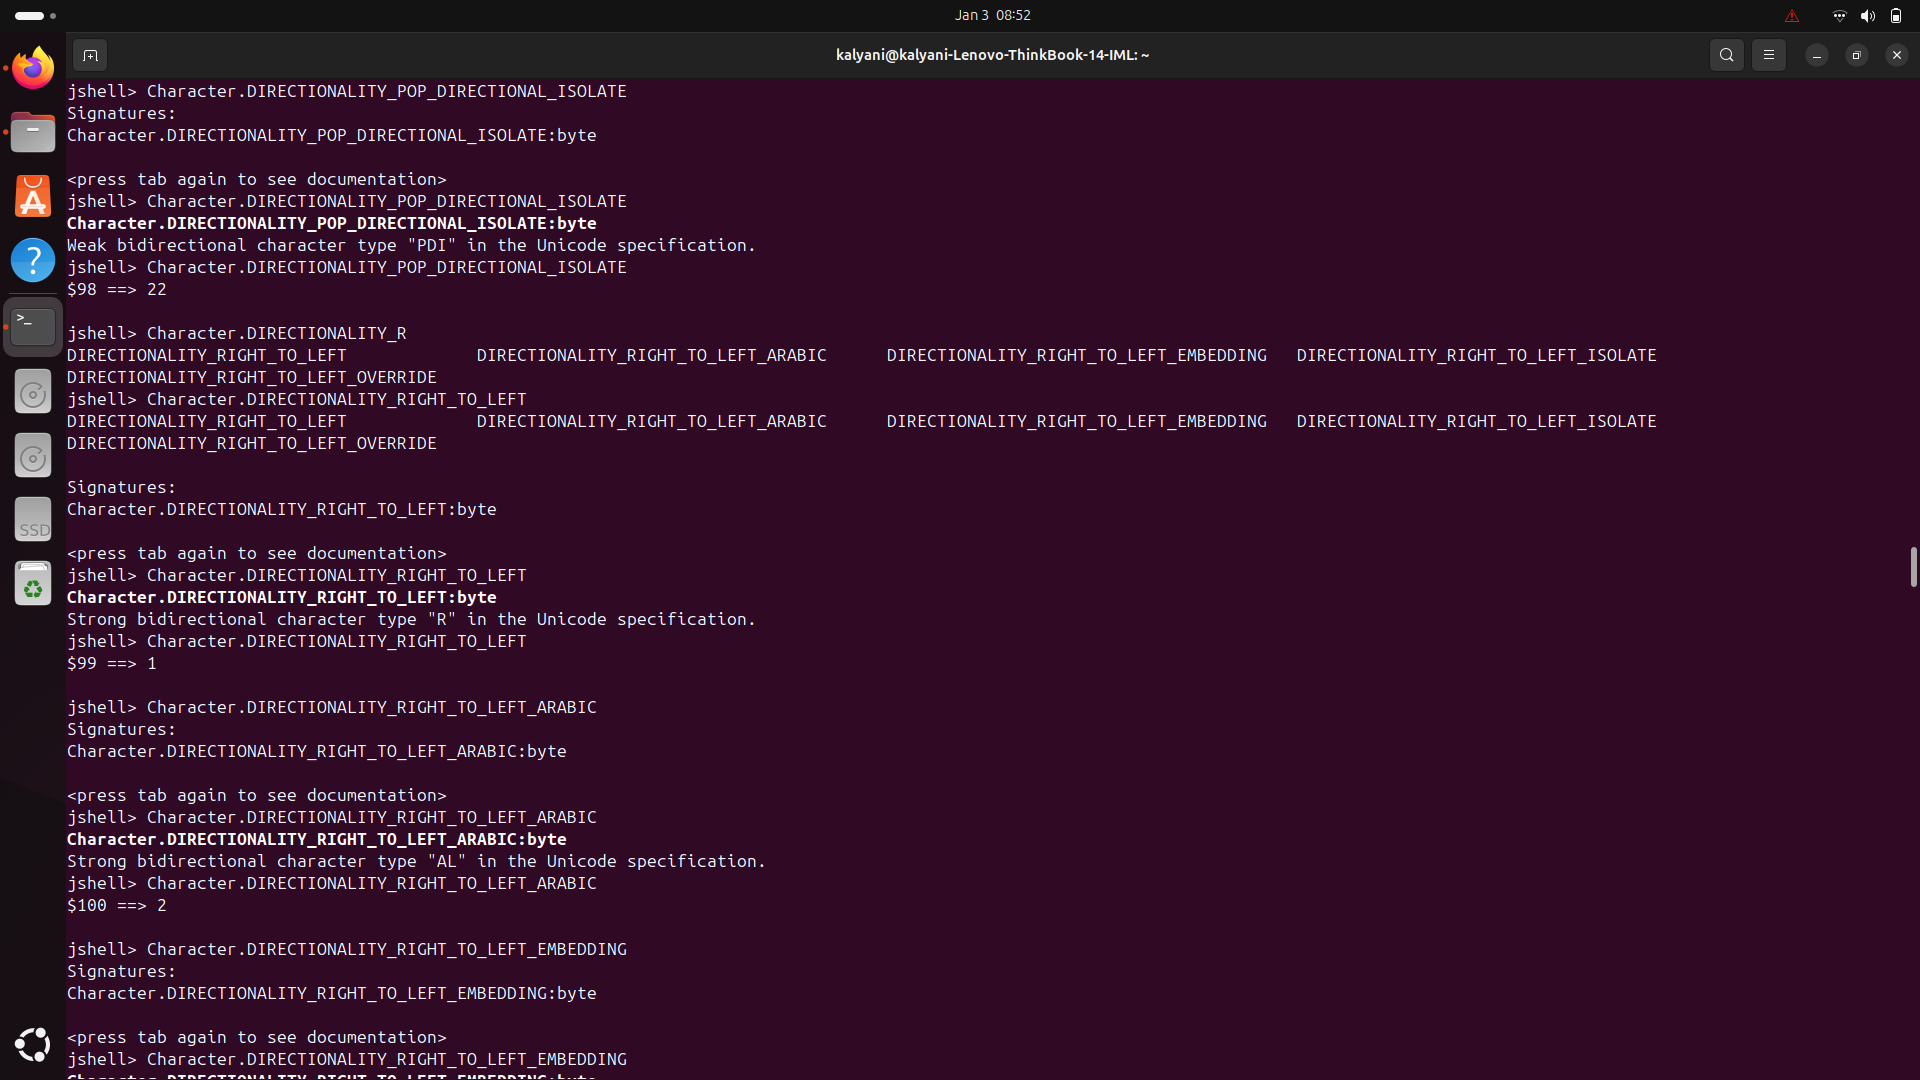 Jan 3 08:52
kalyani@kalyani-Lenovo-ThinkBook-14-IML: ~
jshell> Character.DIRECTIONALITY_POP_DIRECTIONAL_ISOLATE
Signatures:
Character.DIRECTIONALITY_POP_DIRECTIONAL_ISOLATE:byte
<press tab again to see documentation>
jshell> Character.DIRECTIONALITY_POP_DIRECTIONAL_ISOLATE
Character.DIRECTIONALITY_POP_DIRECTIONAL_ISOLATE:byte
Weak bidirectional character type "PDI" in the Unicode specification.
jshell> Character.DIRECTIONALITY_POP_DIRECTIONAL_ISOLATE
$98 ==> 22
jshell> Character.DIRECTIONALITY_R
DIRECTIONALITY_RIGHT_TO_LEFT DIRECTIONALITY_RIGHT_TO_LEFT_ARABIC DIRECTIONALITY_RIGHT_TO_LEFT_EMBEDDING DIRECTIONALITY_RIGHT_TO_LEFT_ISOLATE
DIRECTIONALITY_RIGHT_TO_LEFT_OVERRIDE
jshell> Character.DIRECTIONALITY_RIGHT_TO_LEFT
DIRECTIONALITY_RIGHT_TO_LEFT DIRECTIONALITY_RIGHT_TO_LEFT_ARABIC DIRECTIONALITY_RIGHT_TO_LEFT_EMBEDDING DIRECTIONALITY_RIGHT_TO_LEFT_ISOLATE
DIRECTIONALITY_RIGHT_TO_LEFT_OVERRIDE
Signatures:
Character.DIRECTIONALITY_RIGHT_TO_LEFT:byte
<press tab again to see documentation>
jshell> Character.DIRECTIONALITY_RIGHT_TO_LEFT
Character.DIRECTIONALITY_RIGHT_TO_LEFT:byte
Strong bidirectional character type "R" in the Unicode specification.
jshell> Character.DIRECTIONALITY_RIGHT_TO_LEFT
$99 ==> 1
jshell> Character.DIRECTIONALITY_RIGHT_TO_LEFT_ARABIC
Signatures:
Character.DIRECTIONALITY_RIGHT_TO_LEFT_ARABIC:byte
<press tab again to see documentation>
jshell> Character.DIRECTIONALITY_RIGHT_TO_LEFT_ARABIC
Character.DIRECTIONALITY_RIGHT_TO_LEFT_ARABIC:byte
Strong bidirectional character type "AL" in the Unicode specification.
jshell> Character.DIRECTIONALITY_RIGHT_TO_LEFT_ARABIC
$100 ==> 2
jshell> Character.DIRECTIONALITY_RIGHT_TO_LEFT_EMBEDDING
Signatures:
Character.DIRECTIONALITY_RIGHT_TO_LEFT_EMBEDDING:byte
<press tab again to see documentation>
jshell> Character.DIRECTIONALITY_RIGHT_TO_LEFT_EMBEDDING
Character.DIRECTIONALITY_RIGHT_TO_LEFT_EMBEDDING:byte
SSD